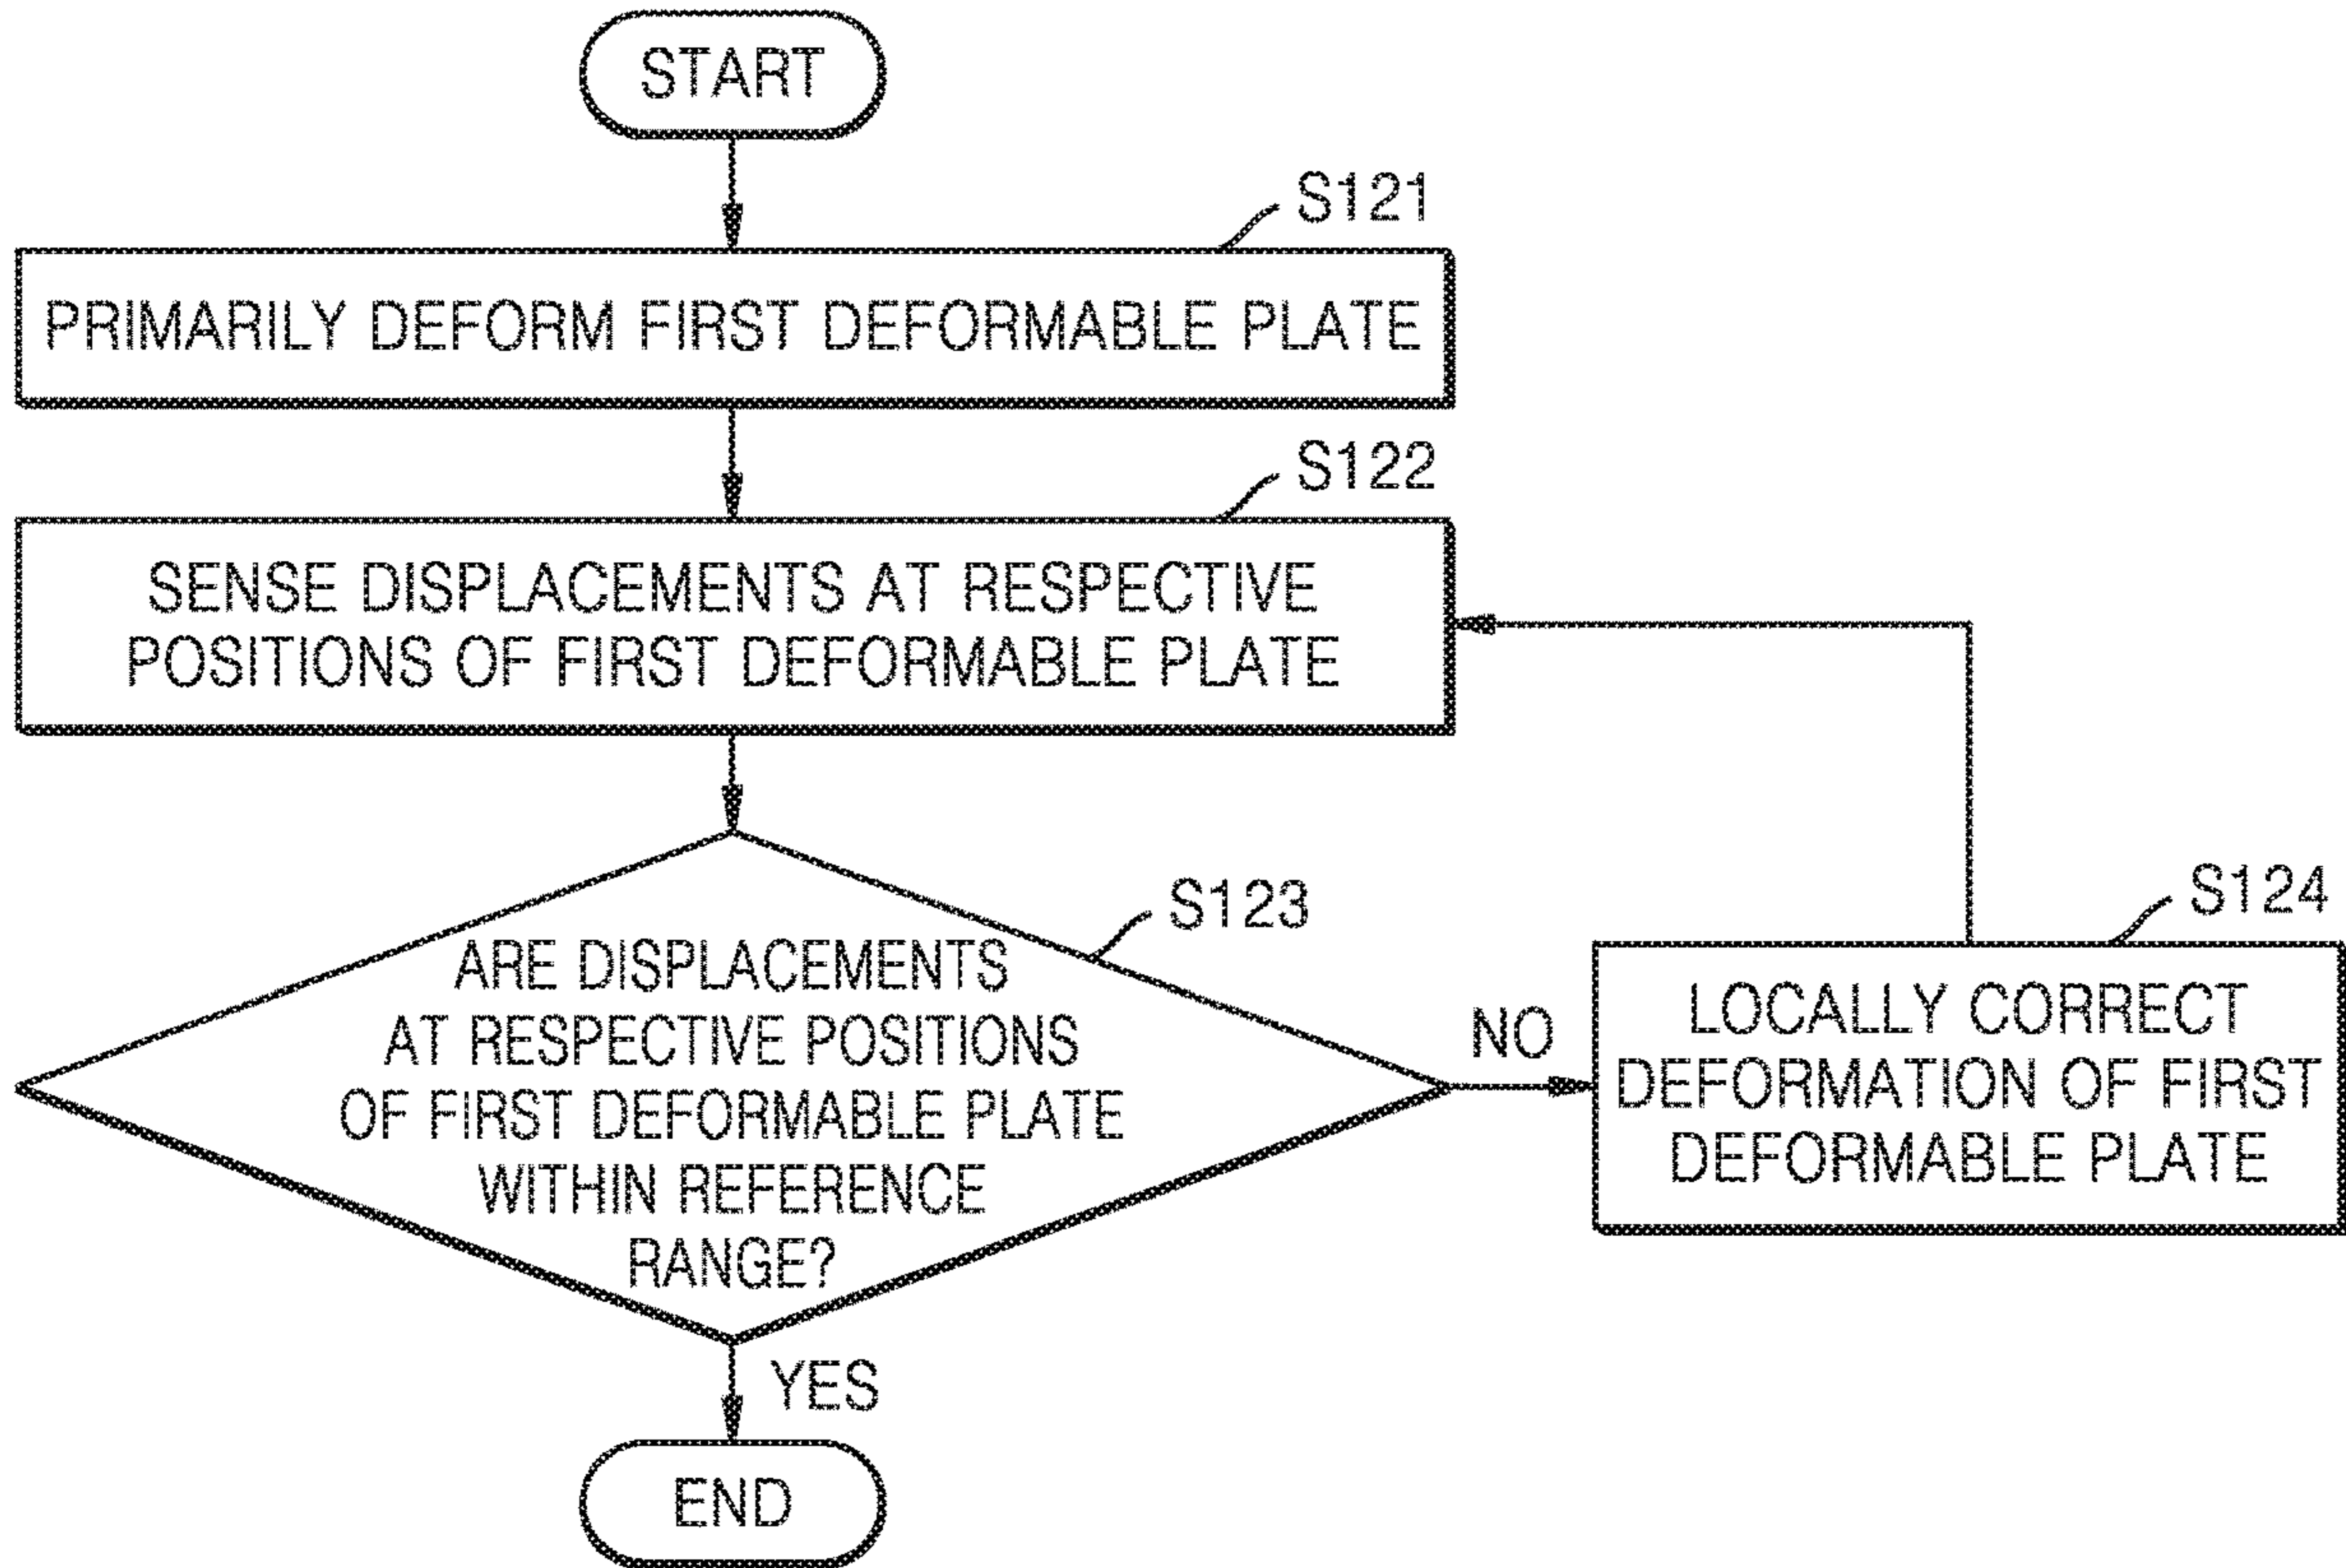 START
S121
PRIMARILY DEFORM FIRST DEFORMABLE PLATE
S122
SENSE DISPLACEMENTS AT RESPECTIVE
POSITIONS OF FIRST DEFORMABLE PLATE
S123
ARE DISPLACEMENTS
AT RESPECTIVE POSITIONS
OF FIRST DEFORMABLE PLATE
WITHIN REFERENCE
RANGE?
NO
S124
LOCALLY CORRECT
DEFORMATION OF FIRST
DEFORMABLE PLATE
YES
END